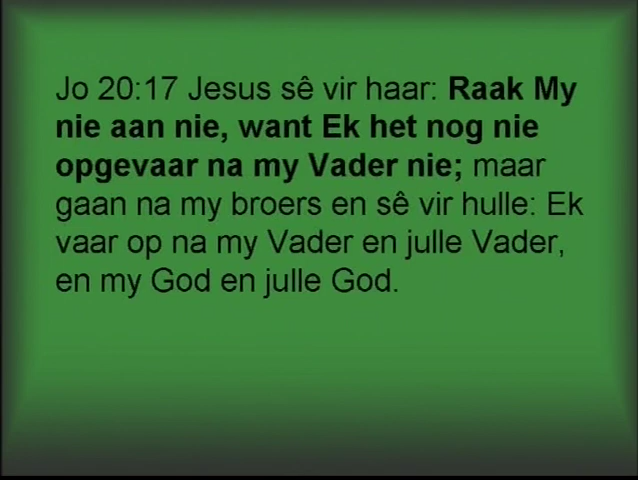 Jo 20:17 Jesus sê vir haar: Raak My
nie aan nie, want Ek het nog nie
opgevaar na my Vader nie; maar
gaan na my broers en sê vir hulle: Ek
vaar op na my Vader en julle Vader,
en my God en julle God.